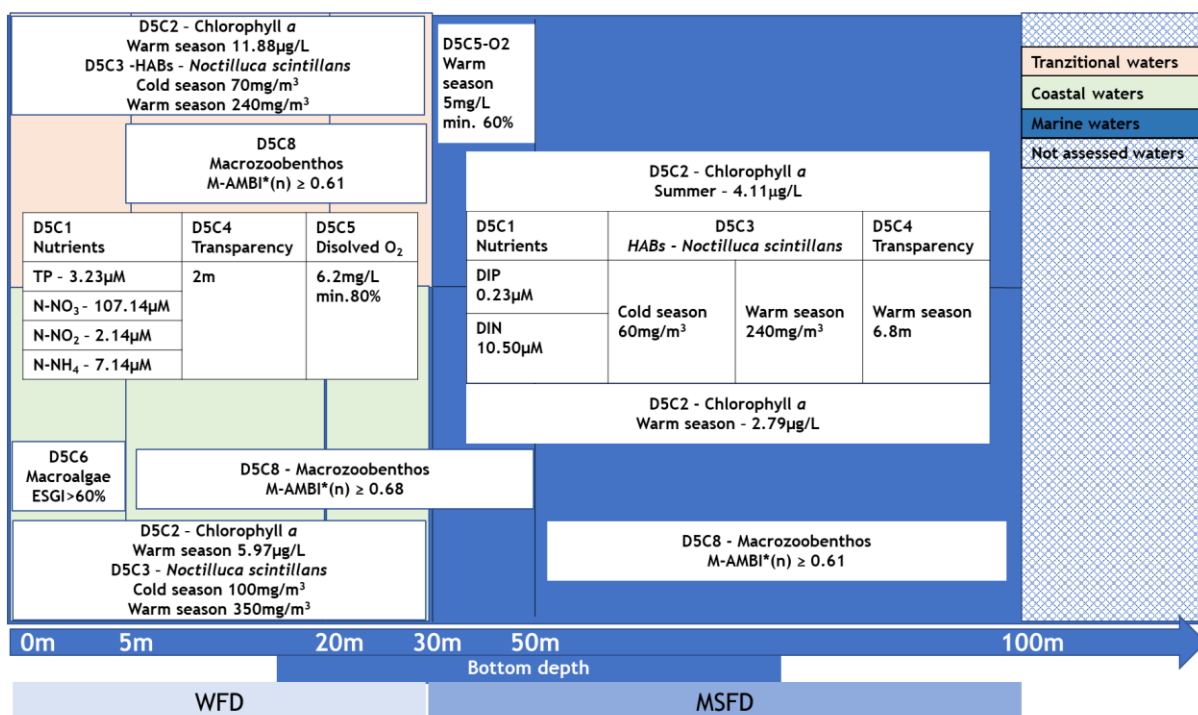 D5C2 – Chlorophyll a
Warm season 11.88µg/L
D5C3 -HABs – Noctiluca scintillans
Cold season 70mg/m³
Warm season 240mg/m³
D5C5-O2
Warm
season
5mg/L
min. 60%
Tranzitional waters
Coastal waters
Marine waters
Not assessed waters
D5C8
Macrozoobenthos
M-AMBI*(n) ≥ 0.61
D5C2 – Chlorophyll a
Summer – 4.11µg/L
D5C1
Nutrients
D5C4
Transparency
D5C5
Disolved O₂
TP – 3.23µM
N-NO₃ – 107.14µM
N-NO₂ – 2.14µM
N-NH₄ – 7.14µM
2m
6.2mg/L
min.80%
D5C1
Nutrients
D5C3
HABs - Noctiluca scintillans
D5C4
Transparency
DIP
0.23µM
DIN
10.50µM
Cold season
60mg/m³
Warm season
240mg/m³
Warm season
6.8m
D5C2 - Chlorophyll a
Warm season – 2.79µg/L
D5C6
Macroalgae
ESGI>60%
D5C8 - Macrozoobenthos
M-AMBI*(n) ≥ 0.68
D5C2 – Chlorophyll a
Warm season 5.97µg/L
D5C3 – Noctiluca scintillans
Cold season 100mg/m³
Warm season 350mg/m³
D5C8 - Macrozoobenthos
M-AMBI*(n) ≥ 0.61
0m 5m 20m 30m 50m 100m
Bottom depth
WFD MSFD